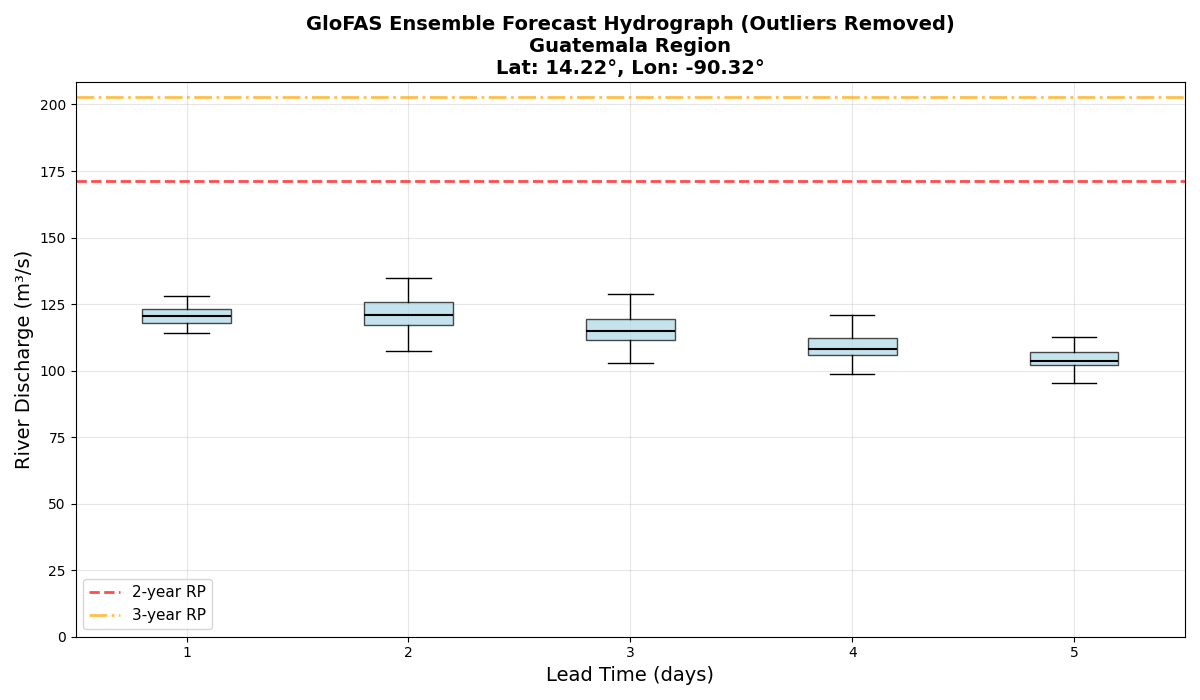 GloFAS Ensemble Forecast Hydrograph (Outliers Removed)
Guatemala Region
Lat: 14.22°, Lon: -90.32°
River Discharge (m³/s)
200
175
150
125
100
75
50
25
0
2-year RP
3-year RP
1 2 3 4 5
Lead Time (days)